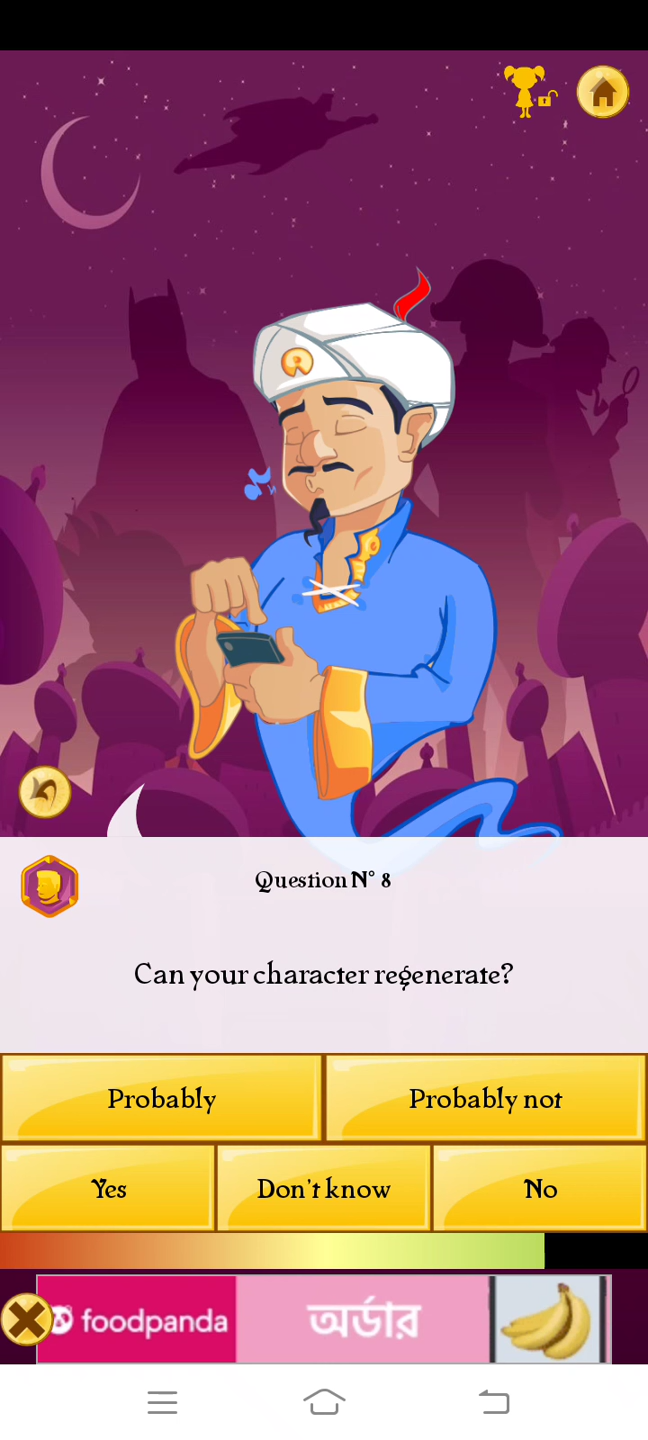 Question N° 8
Can your character regenerate?
Probably
Probably not
Yes
Don't know
No
foodpanda
অর্ডার